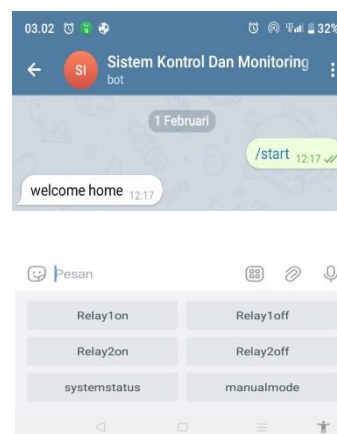 03.02 32%
SI Sistem Kontrol Dan Monitoring
bot
1 Februari
/start 12:17
welcome home 12:17
Pesan
Relay1on Relay1off
Relay2on Relay2off
systemstatus manualmode